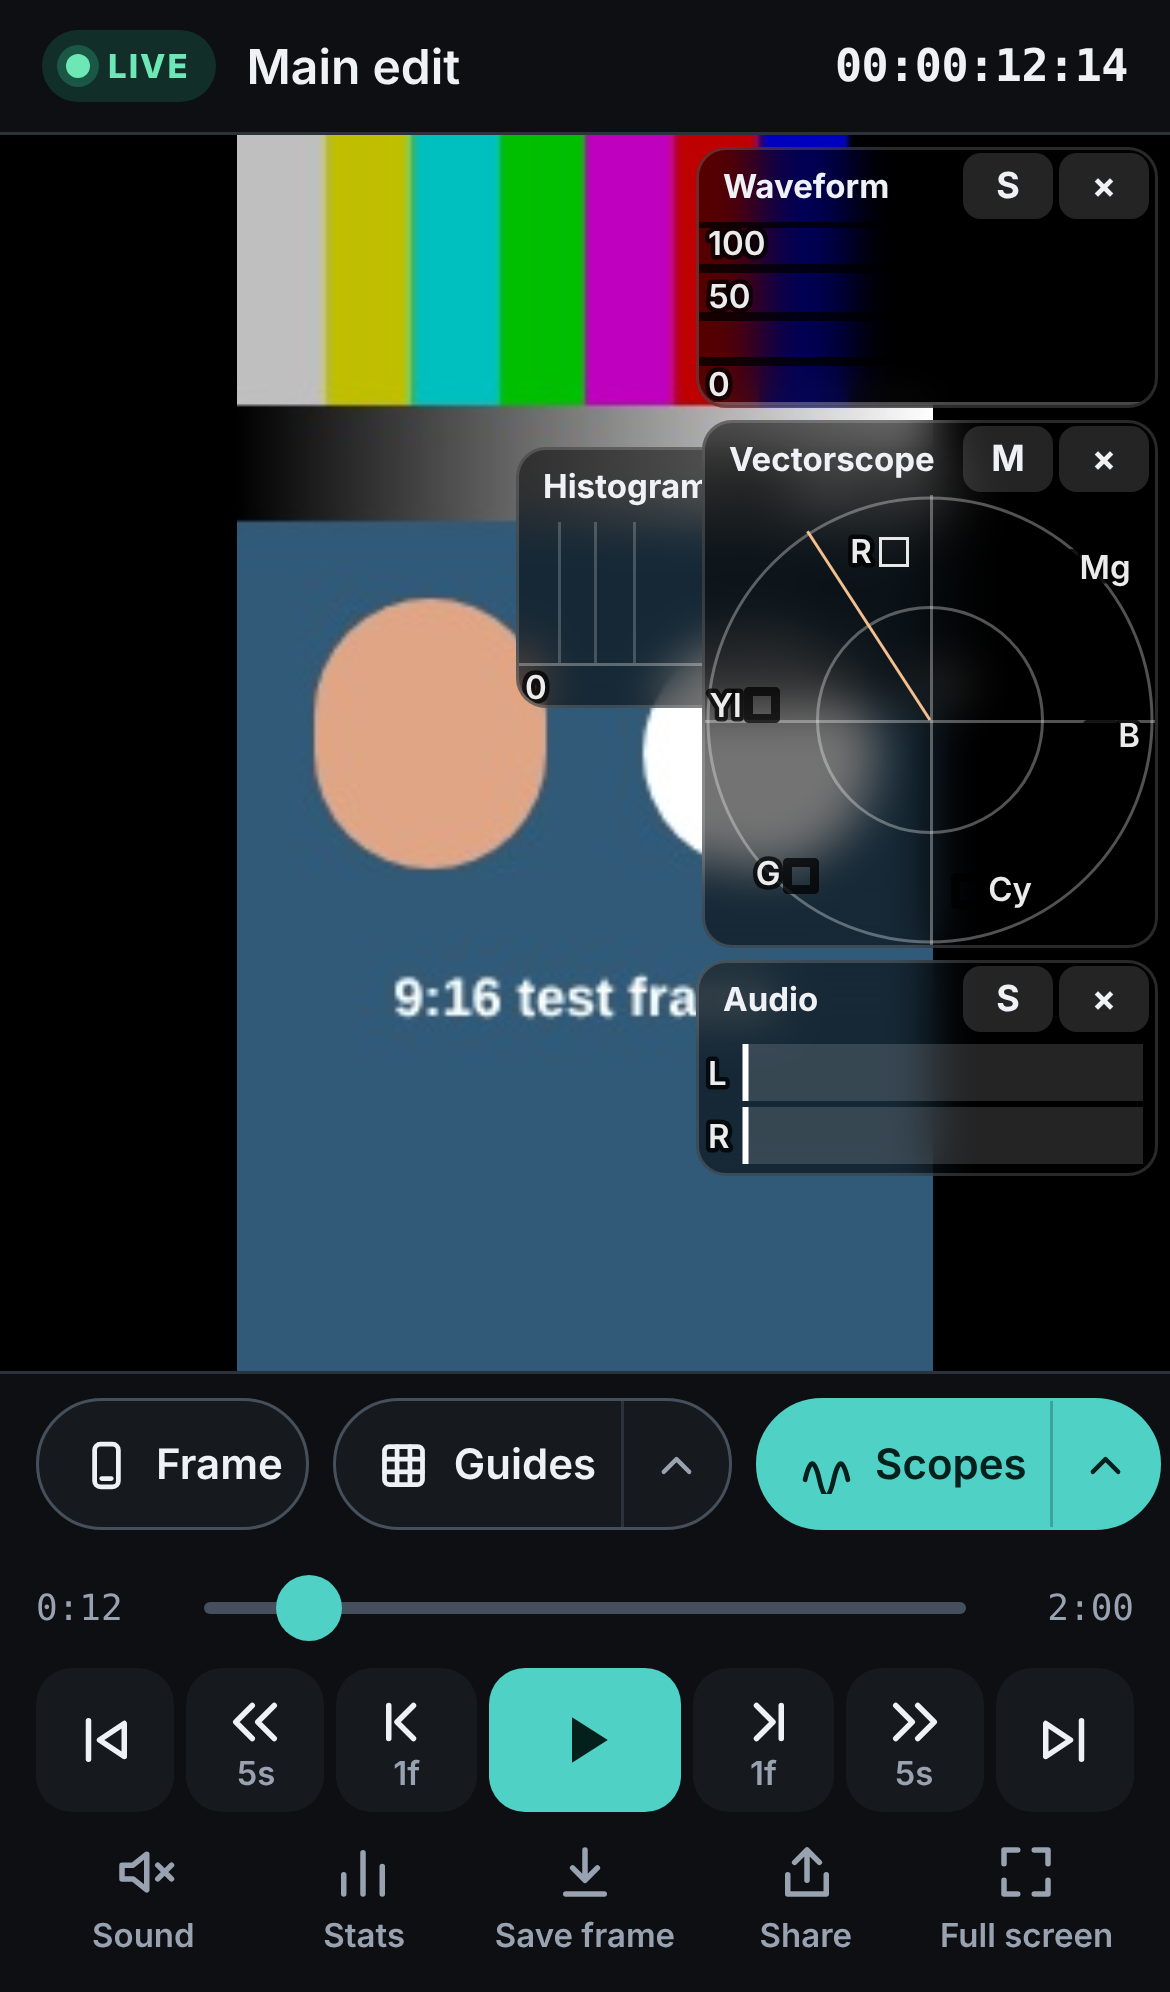 LIVE
Main edit
00:00:12:14
Waveform
S
×
100
50
0
Vectorscope
M
×
Histogram
0
R
Mg
Yl
B
G
Cy
9:16 test fra
Audio
S
×
L
R
Frame
Guides
Scopes
0:12
2:00
5s
1f
1f
5s
Sound
Stats
Save frame
Share
Full screen